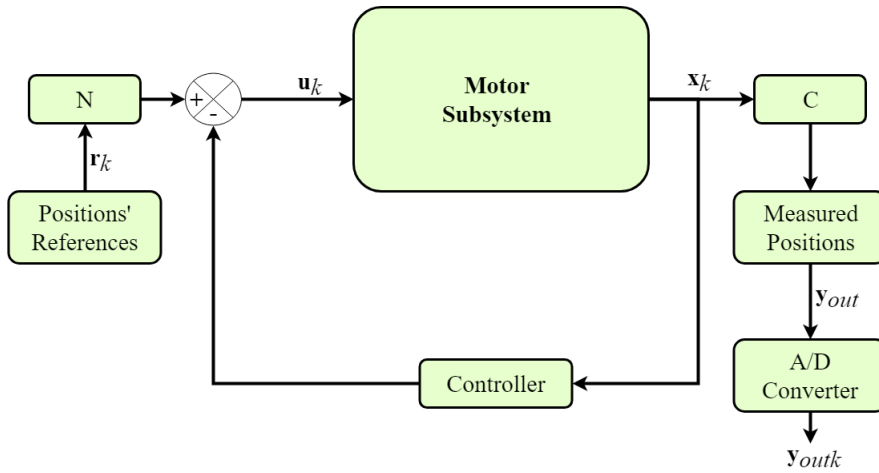 N
+
-
u_k
Motor
Subsystem
x_k
C
r_k
Positions'
References
Measured
Positions
y_out
Controller
A/D
Converter
y_outk